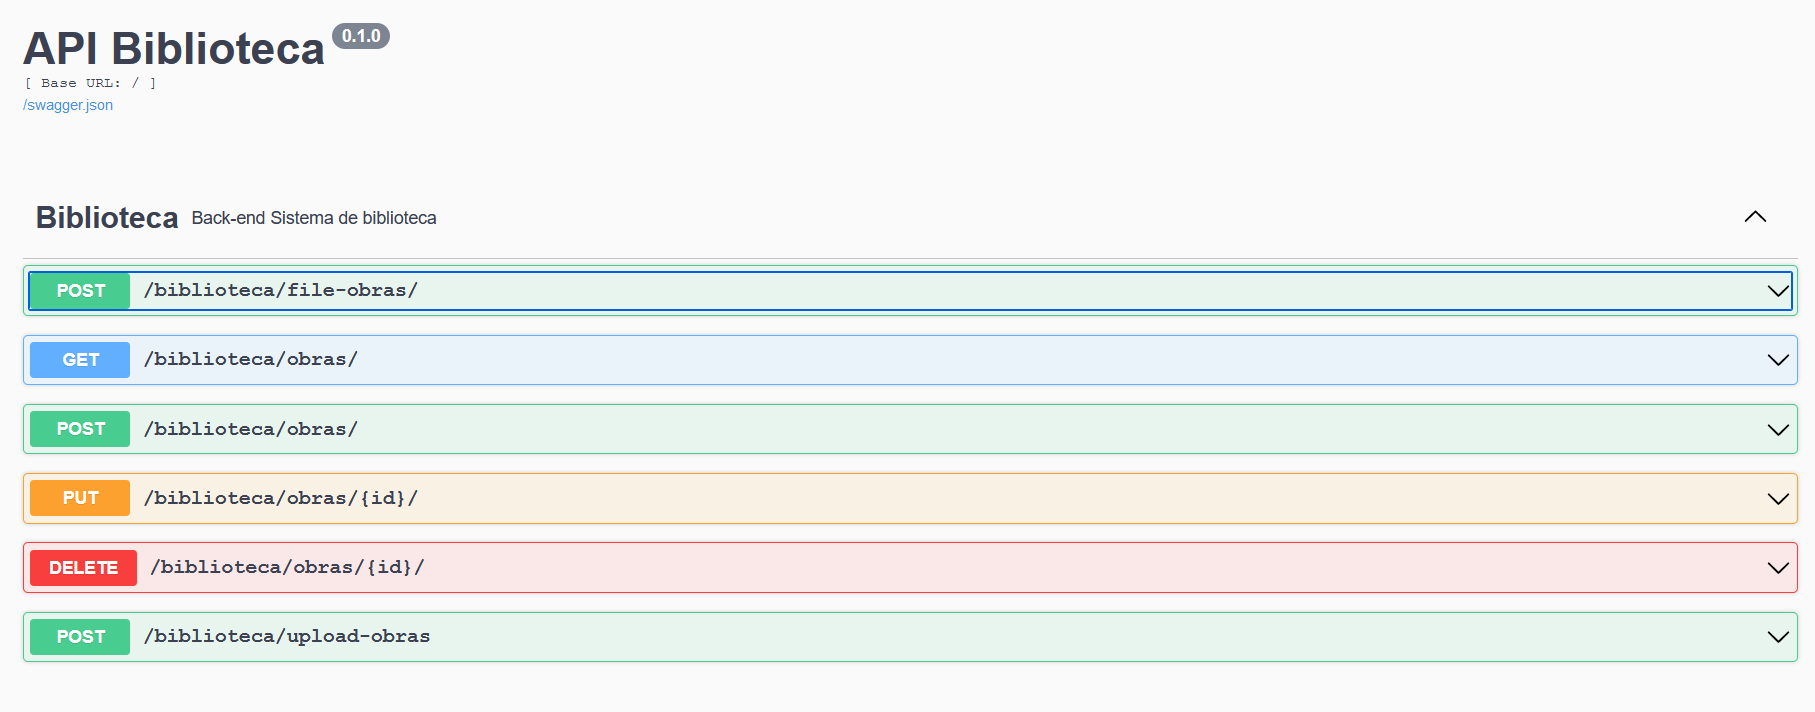 API Biblioteca 0.1.0
[ Base URL: / ]
/swagger.json
Biblioteca Back-end Sistema de biblioteca
POST /biblioteca/file-obras/
GET /biblioteca/obras/
POST /biblioteca/obras/
PUT /biblioteca/obras/{id}/
DELETE /biblioteca/obras/{id}/
POST /biblioteca/upload-obras